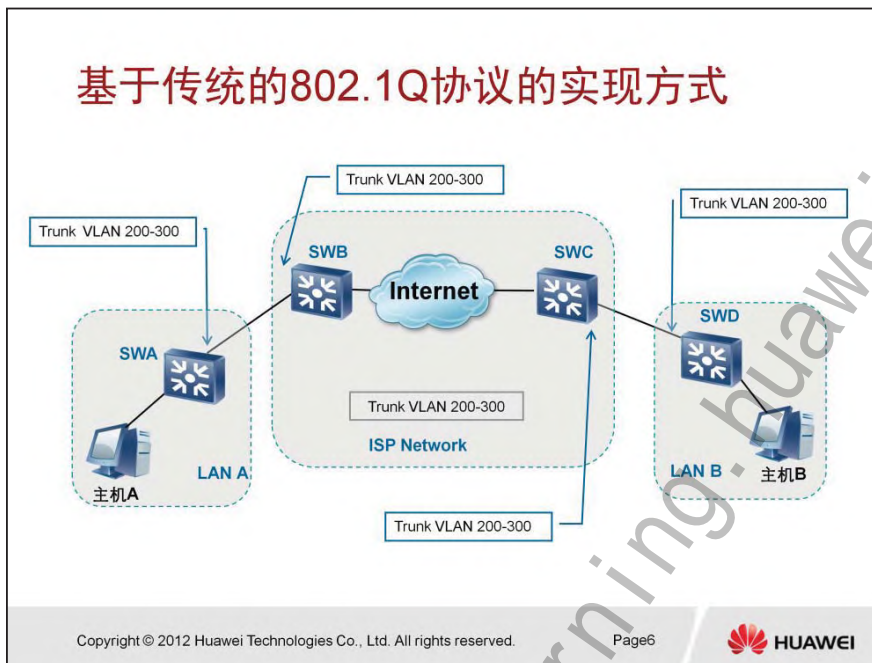 基于传统的802.1Q协议的实现方式
Trunk VLAN 200-300
Trunk VLAN 200-300
Trunk VLAN 200-300
SWB
SWC
Internet
SWD
SWA
Trunk VLAN 200-300
ISP Network
LAN A
主机A
LAN B
主机B
Trunk VLAN 200-300
Copyright © 2012 Huawei Technologies Co., Ltd. All rights reserved.
Page6
HUAWEI
rning.huawei.